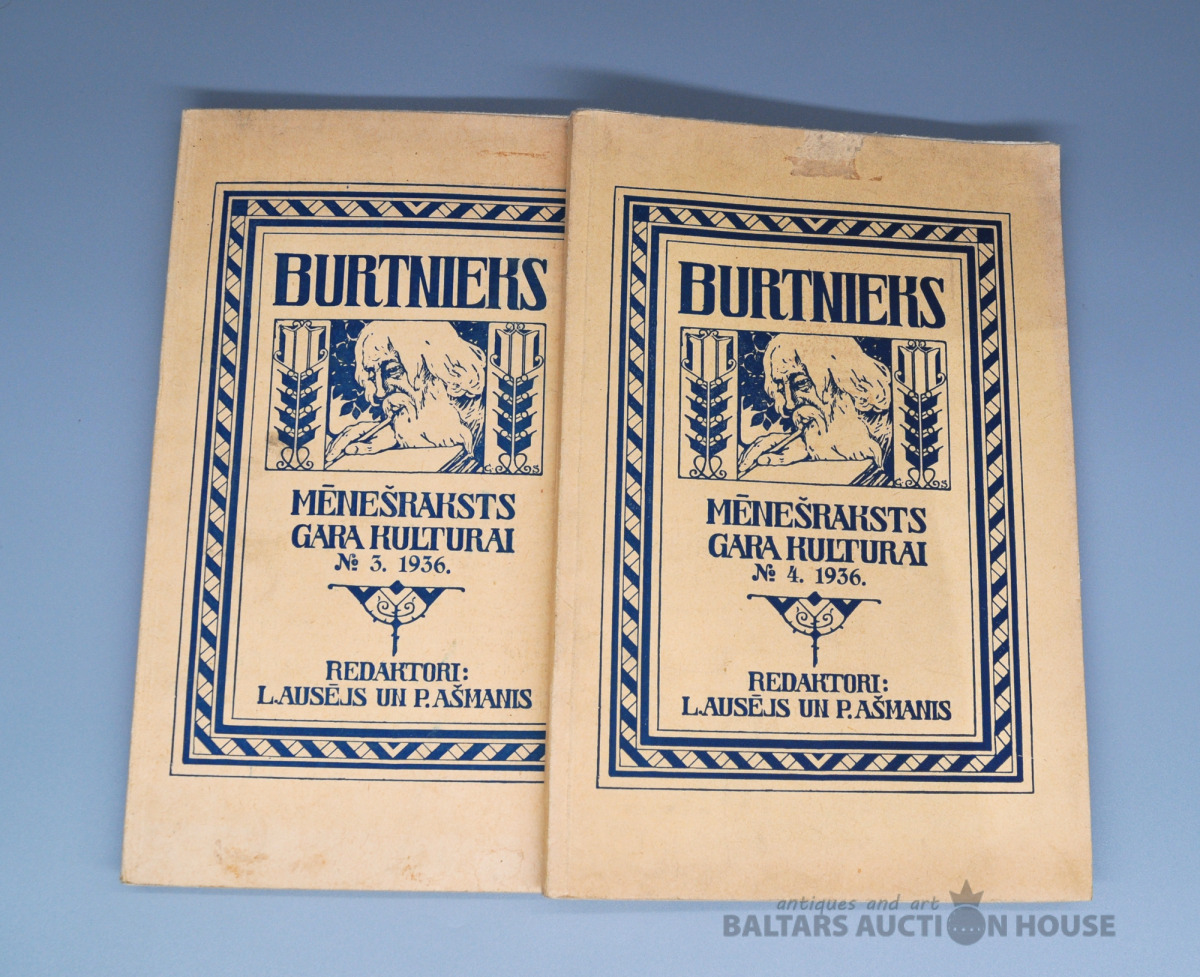 BURTNIEKS
G. S
MĒNEŠRAKSTS
GARA KULTURAI
№ 3. 1936.
REDAKTORI:
L.AUSĒJS UN P.AŠMANIS
BURTNIEKS
G. S
MĒNEŠRAKSTS
GARA KULTURAI
№ 4. 1936.
REDAKTORI:
L.AUSĒJS UN P.AŠMANIS
antiques and art
BALTARS AUCTION HOUSE